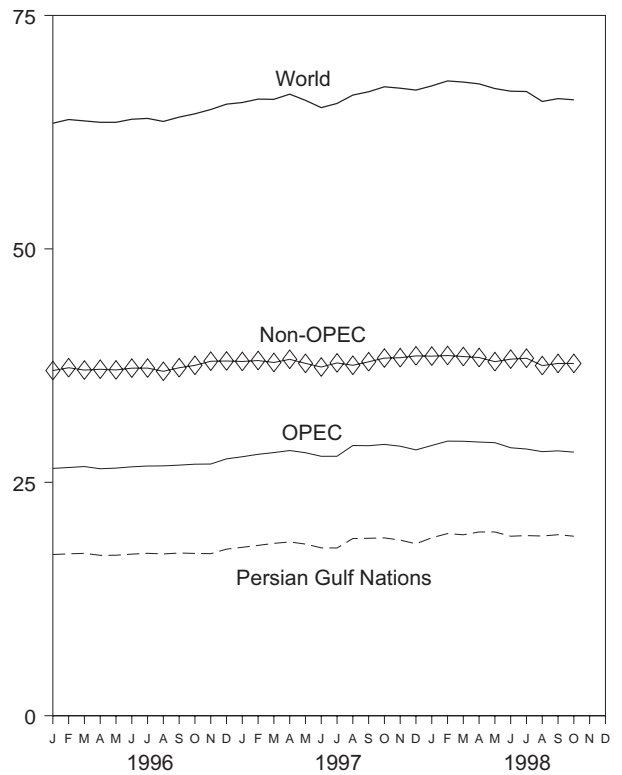 75
World
50
Non-OPEC
OPEC
25
Persian Gulf Nations
0
J F M A M J J A S O N D J F M A M J J A S O N D J F M A M J J A S O N D
1996 1997 1998